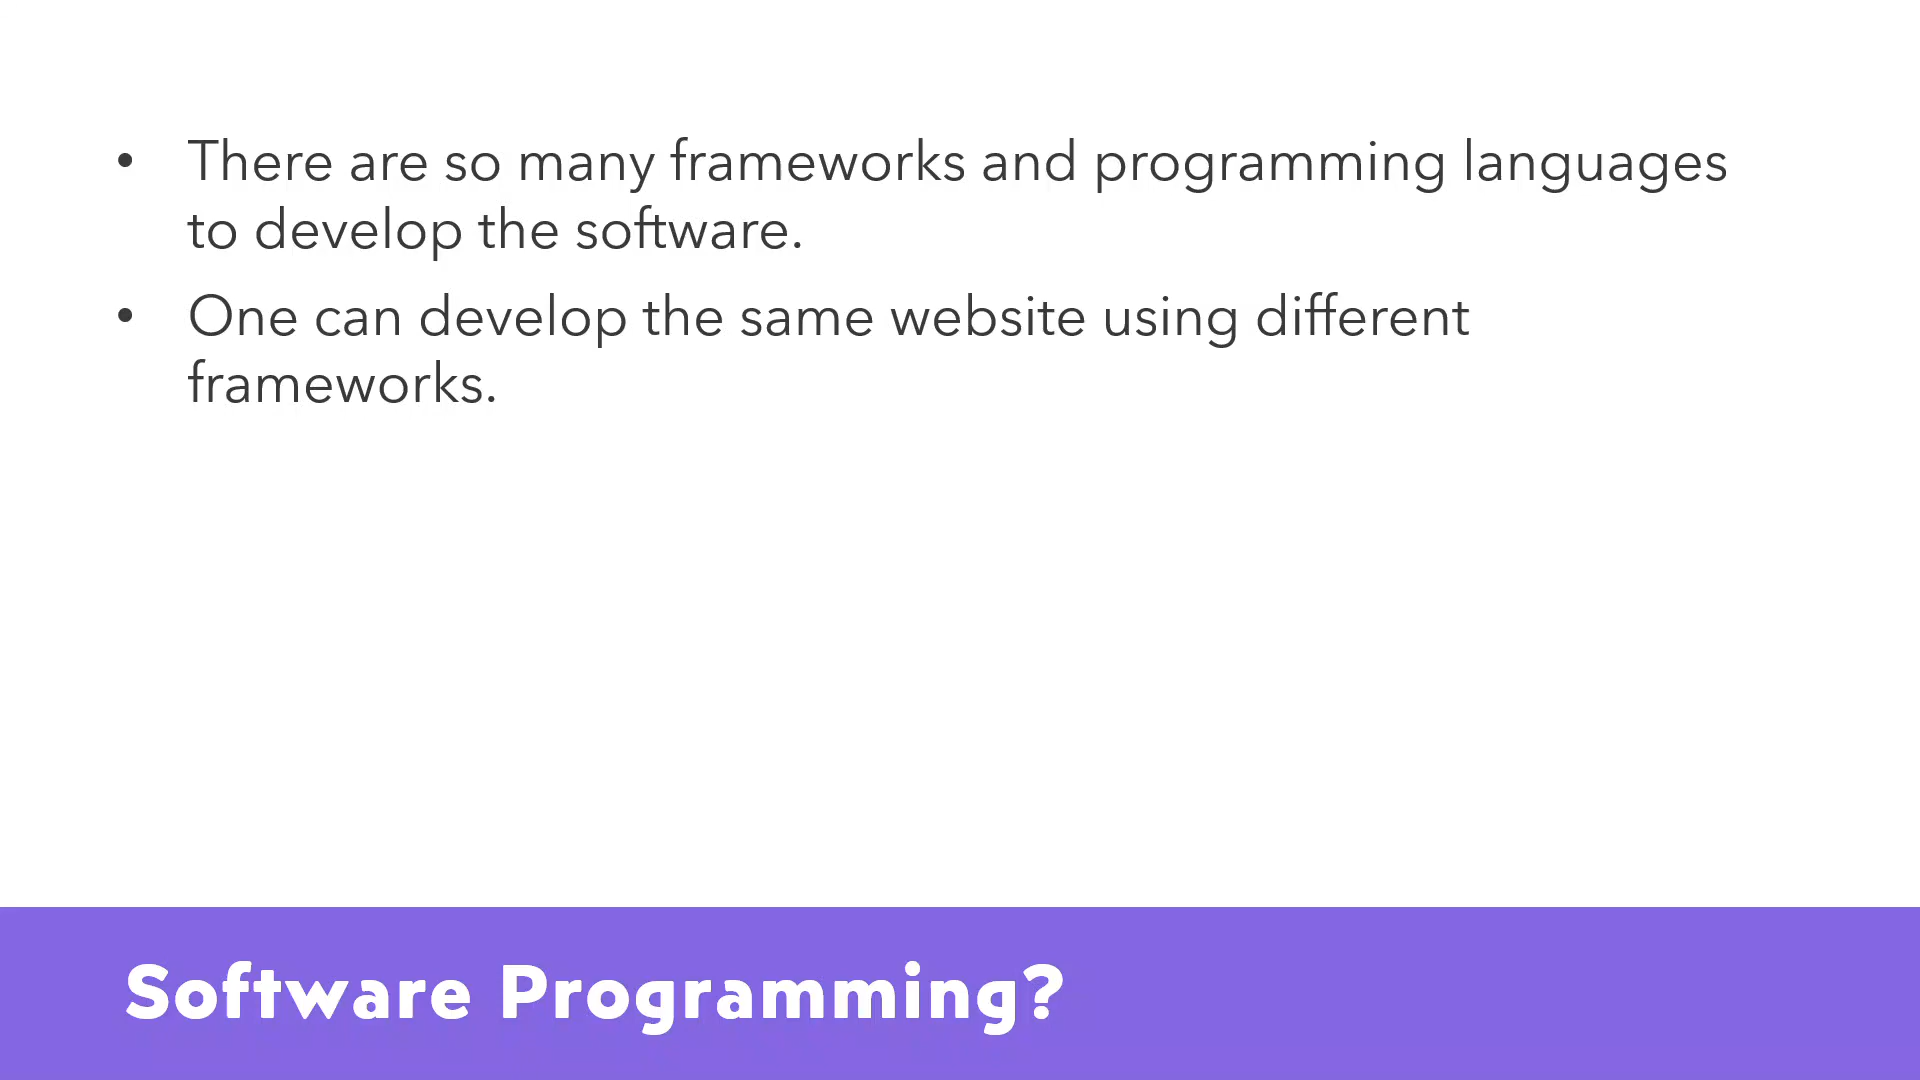 • There are so many frameworks and programming languages
to develop the software.
• One can develop the same website using different
frameworks.
Software Programming?